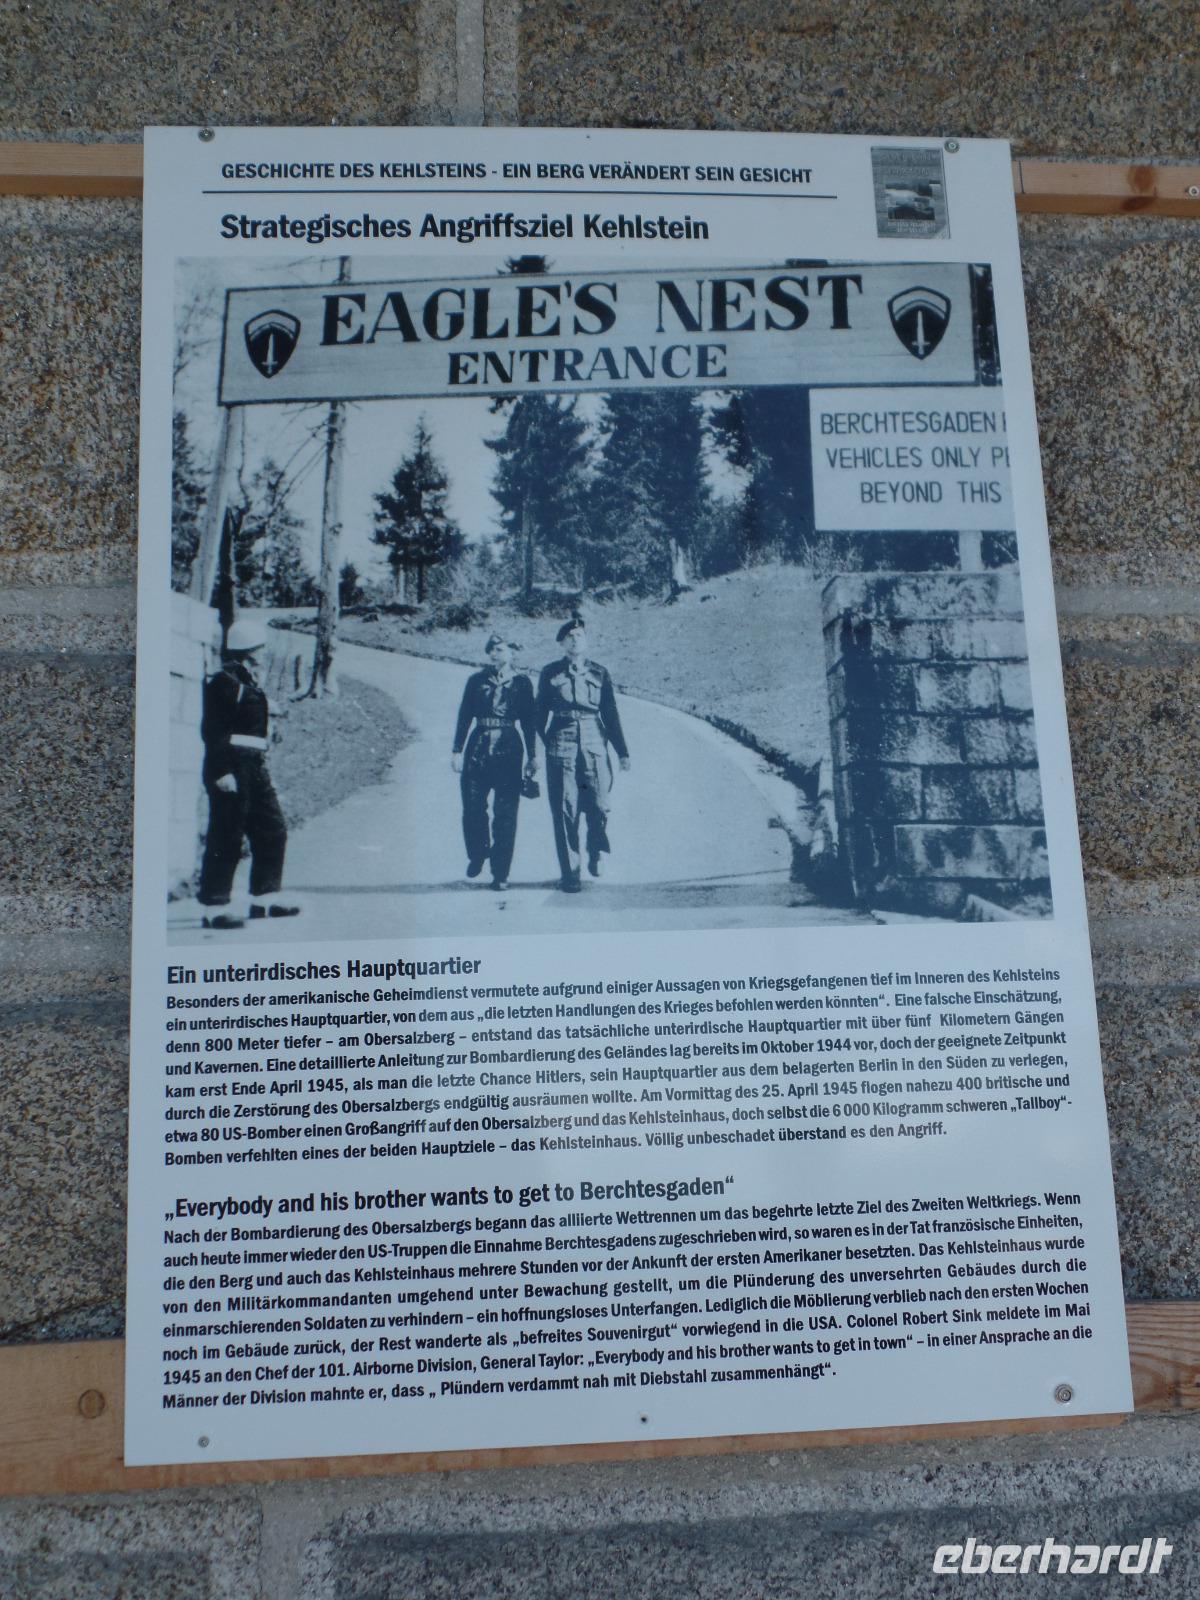 GESCHICHTE DES KEHLSTEINS - EIN BERG VERÄNDERT SEIN GESICHT
Strategisches Angriffsziel Kehlstein
EAGLE'S NEST
ENTRANCE
BERCHTESGADEN
VEHICLES ONLY
BEYOND THIS
Ein unterirdisches Hauptquartier
Besonders der amerikanische Geheimdienst vermutete aufgrund einiger Aussagen von Kriegsgefangenen tief im Inneren des Kehlsteins
ein unterirdisches Hauptquartier, von dem aus „die letzten Handlungen des Krieges befohlen werden könnten“. Eine falsche Einschätzung,
denn 800 Meter tiefer – am Obersalzberg – entstand das tatsächliche unterirdische Hauptquartier mit über fünf Kilometern Gängen
und Kavernen. Eine detaillierte Anleitung zur Bombardierung des Geländes lag bereits im Oktober 1944 vor, doch der geeignete Zeitpunkt
kam erst Ende April 1945, als man die letzte Chance Hitlers, sein Hauptquartier aus dem belagerten Berlin in den Süden zu verlegen,
durch die Zerstörung des Obersalzbergs endgültig ausräumen wollte. Am Vormittag des 25. April 1945 flogen nahezu 400 britische und
etwa 80 US-Bomber einen Großangriff auf den Obersalzberg und das Kehlsteinhaus, doch selbst die 6 000 Kilogramm schweren „Tallboy“-
Bomben verfehlten eines der beiden Hauptziele – das Kehlsteinhaus. Völlig unbeschadet überstand es den Angriff.
„Everybody and his brother wants to get to Berchtesgaden“
Nach der Bombardierung des Obersalzbergs begann das alliierte Wettrennen um das begehrte letzte Ziel des Zweiten Weltkriegs. Wenn
auch heute immer wieder den US-Truppen die Einnahme Berchtesgadens zugeschrieben wird, so waren es in der Tat französische Einheiten,
die den Berg und auch das Kehlsteinhaus mehrere Stunden vor der Ankunft der ersten Amerikaner besetzten. Das Kehlsteinhaus wurde
von den Militärkommandanten umgehend unter Bewachung gestellt, um die Plünderung des unversehrten Gebäudes durch die
einmarschierenden Soldaten zu verhindern – ein hoffnungsloses Unterfangen. Lediglich die Möblierung verblieb nach den ersten Wochen
noch im Gebäude zurück, der Rest wanderte als „befreites Souvenirgut“ vorwiegend in die USA. Colonel Robert Sink meldete im Mai
1945 an den Chef der 101. Airborne Division, General Taylor: „Everybody and his brother wants to get in town“ – in einer Ansprache an die
Männer der Division mahnte er, dass „ Plündern verdammt nah mit Diebstahl zusammenhängt“.
eberhardt